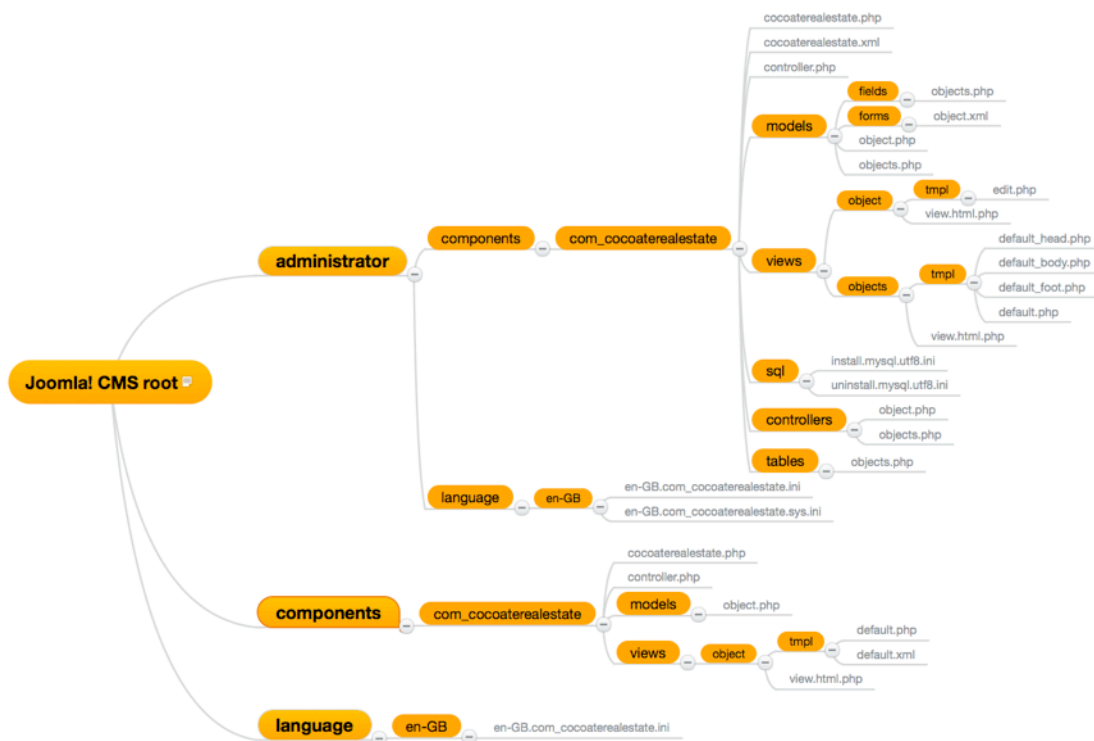 Joomla! CMS root
administrator
components
com_cocoaterealestate
cocoaterealestate.php
cocoaterealestate.xml
controller.php
models
fields
objects.php
forms
object.xml
object.php
objects.php
views
object
tmpl
edit.php
view.html.php
objects
tmpl
default_head.php
default_body.php
default_foot.php
default.php
view.html.php
sql
install.mysql.utf8.ini
uninstall.mysql.utf8.ini
controllers
object.php
objects.php
tables
objects.php
language
en-GB
en-GB.com_cocoaterealestate.ini
en-GB.com_cocoaterealestate.sys.ini
components
com_cocoaterealestate
cocoaterealestate.php
controller.php
models
object.php
views
object
tmpl
default.php
default.xml
view.html.php
language
en-GB
en-GB.com_cocoaterealestate.ini